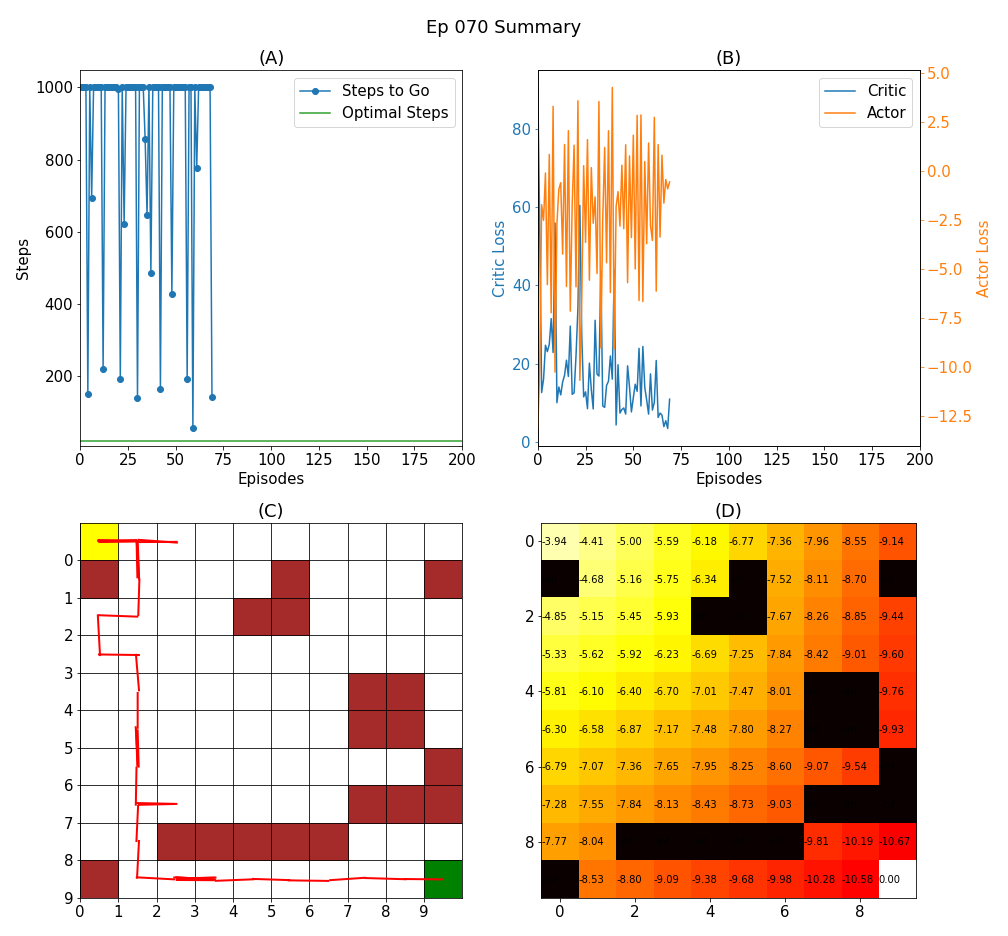 Ep 070 Summary
(A)
1000
800
600
400
200
Steps
Steps to Go
Optimal Steps
0 25 50 75 100 125 150 175 200
Episodes
(B)
80
60
40
20
0
Critic Loss
Critic
Actor
5.0
2.5
0.0
−2.5
−5.0
−7.5
−10.0
−12.5
Actor Loss
0 25 50 75 100 125 150 175 200
Episodes
(C)
0
1
2
3
4
5
6
7
8
9
0 1 2 3 4 5 6 7 8 9
(D)
0 -3.94 -4.41 -5.00 -5.59 -6.18 -6.77 -7.36 -7.96 -8.55 -9.14
-4.68 -5.16 -5.75 -6.34 -7.52 -8.11 -8.70
2 -4.85 -5.15 -5.45 -5.93 -7.67 -8.26 -8.85 -9.44
-5.33 -5.62 -5.92 -6.23 -6.69 -7.25 -7.84 -8.42 -9.01 -9.60
4 -5.81 -6.10 -6.40 -6.70 -7.01 -7.47 -8.01 -9.76
-6.30 -6.58 -6.87 -7.17 -7.48 -7.80 -8.27 -9.93
6 -6.79 -7.07 -7.36 -7.65 -7.95 -8.25 -8.60 -9.07 -9.54
-7.28 -7.55 -7.84 -8.13 -8.43 -8.73 -9.03
8 -7.77 -8.04 -9.81 -10.19 -10.67
-8.53 -8.80 -9.09 -9.38 -9.68 -9.98 -10.28 -10.58 0.00
0 2 4 6 8